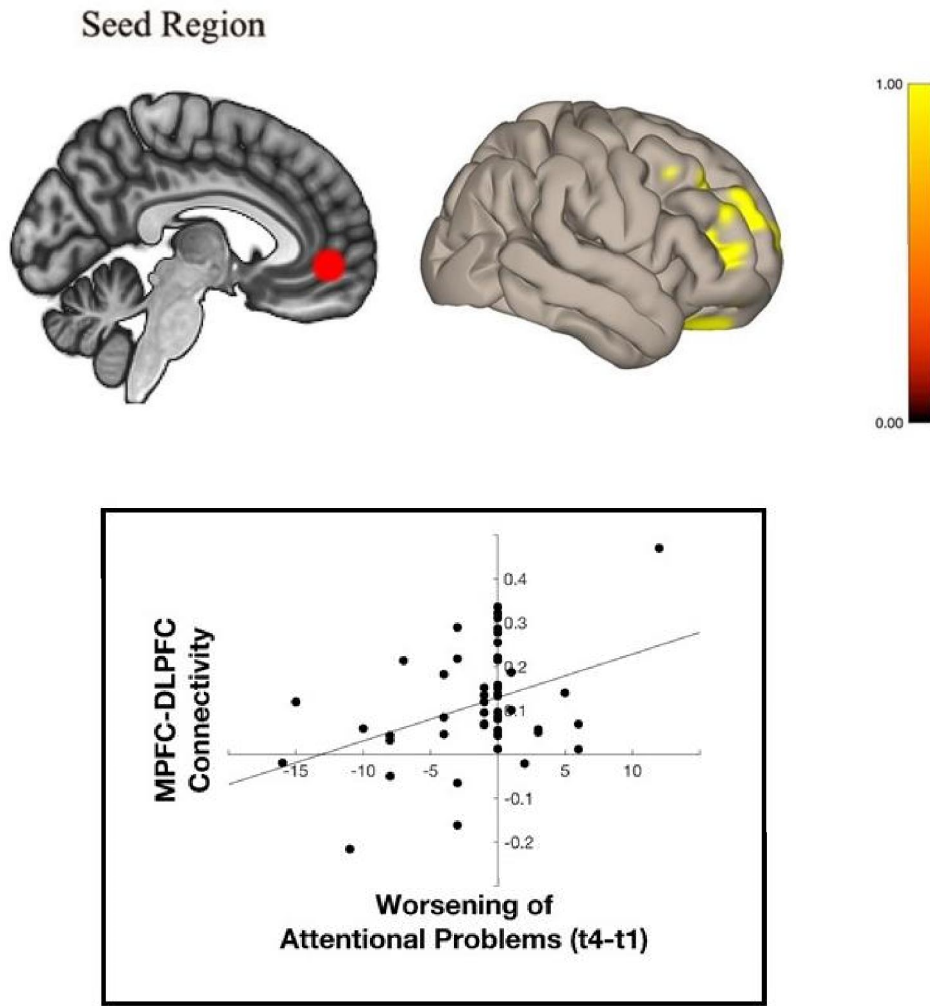 Seed Region
1.00
0.00
MPFC-DLPFC
Connectivity
0.4
0.3
0.2
0.1
-15 -10 -5 5 10
-0.1
-0.2
Worsening of
Attentional Problems (t4-t1)